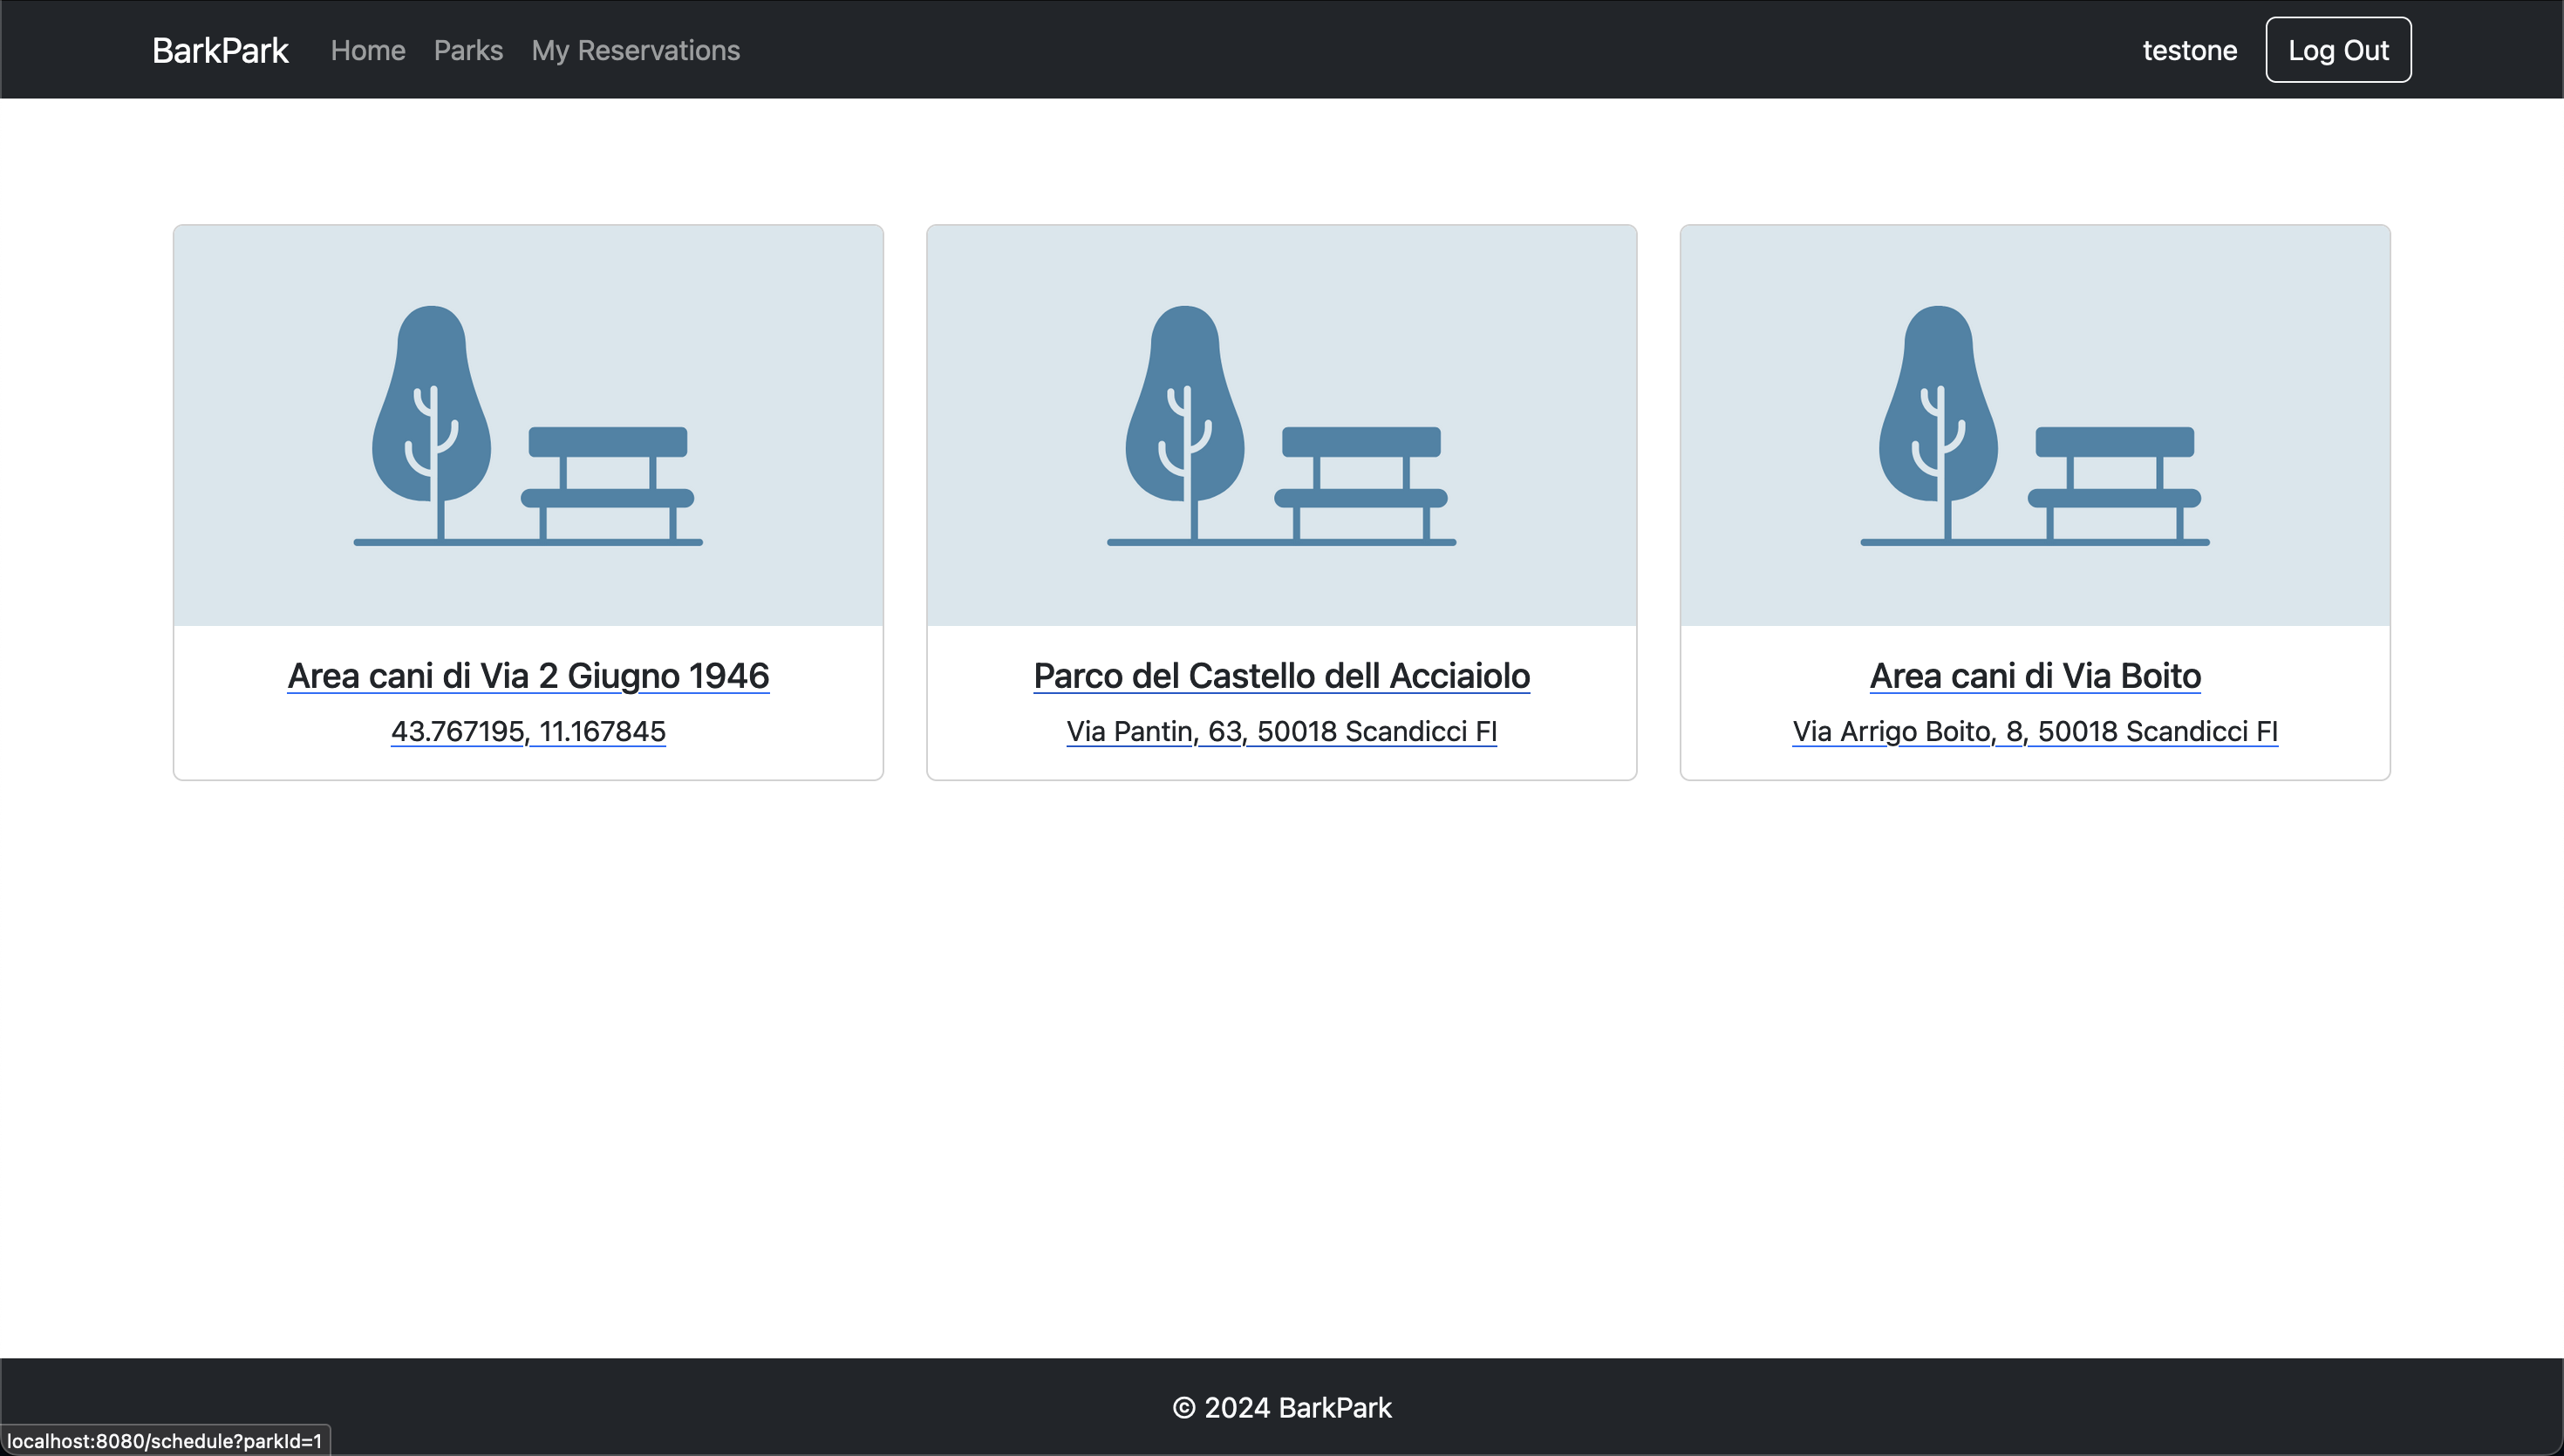 BarkPark Home Parks My Reservations testone Log Out
Area cani di Via 2 Giugno 1946
43.767195, 11.167845
Parco del Castello dell Acciaiolo
Via Pantin, 63, 50018 Scandicci FI
Area cani di Via Boito
Via Arrigo Boito, 8, 50018 Scandicci FI
© 2024 BarkPark
localhost:8080/schedule?parkId=1